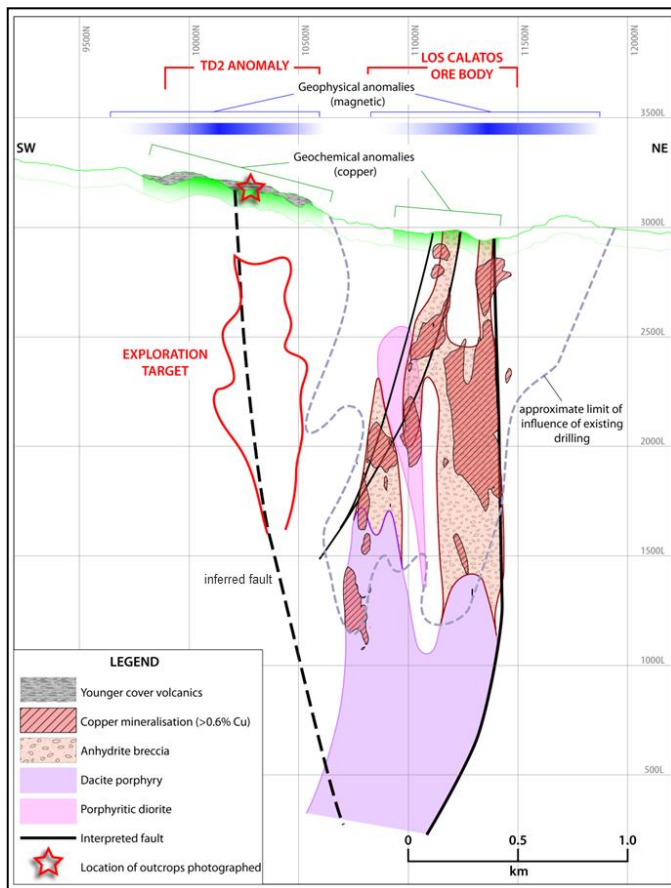 9500N
10000N
10500N
11000N
11500N
12000N
TD2 ANOMALY
LOS CALATOS
ORE BODY
Geophysical anomalies
(magnetic)
3500L
SW
NE
Geochemical anomalies
(copper)
3000L
2500L
EXPLORATION
TARGET
approximate limit of
influence of existing
drilling
2000L
1500L
inferred fault
1000L
500L
LEGEND
Younger cover volcanics
Copper mineralisation (>0.6% Cu)
Anhydrite breccia
Dacite porphyry
Porphyritic diorite
Interpreted fault
Location of outcrops photographed
0
0.5
1.0
km